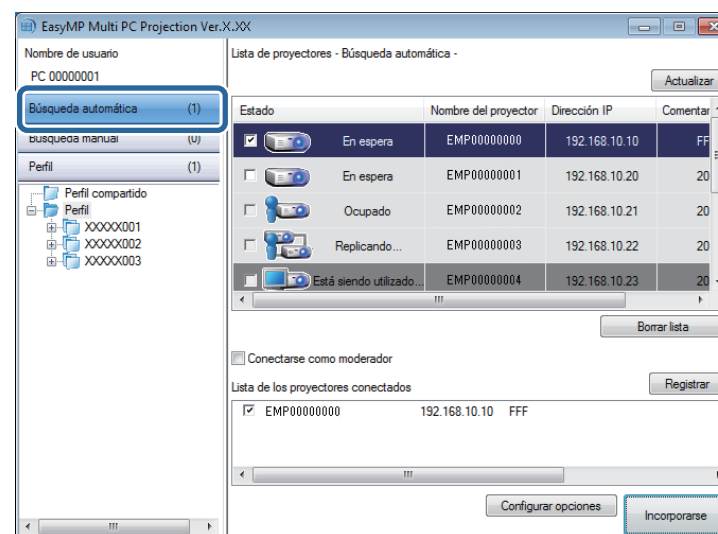 EasyMP Multi PC Projection Ver.X.XX
Nombre de usuario
PC 00000001
Búsqueda automática (1)
Búsqueda manual (0)
Perfil (1)
Perfil compartido
Perfil
XXXXX001
XXXXX002
XXXXX003
Lista de proyectores - Búsqueda automática -
Actualizar
Estado Nombre del proyector Dirección IP Comentar
En espera EMP00000000 192.168.10.10 FF
En espera EMP00000001 192.168.10.20 20
Ocupado EMP00000002 192.168.10.21 20
Replicando... EMP00000003 192.168.10.22 20
Está siendo utilizado... EMP00000004 192.168.10.23 20
Borrar lista
Conectarse como moderador
Lista de los proyectores conectados
Registrar
EMP00000000 192.168.10.10 FFF
Configurar opciones
Incorporarse